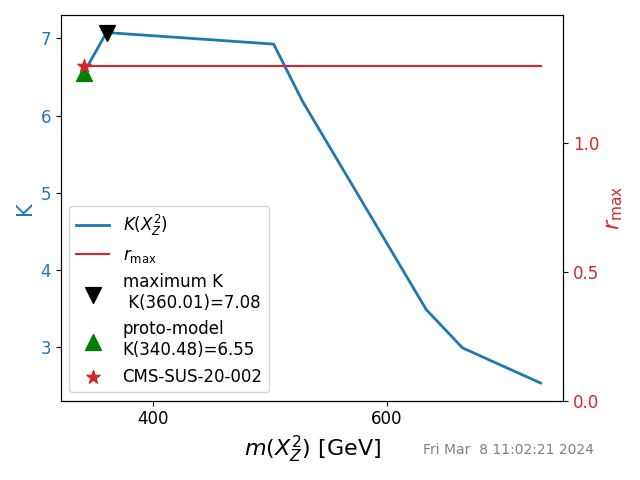 7
6
5
4
3
K
1.0
0.5
0.0
r_max
K(X_Z^2)
r_max
maximum K
K(360.01)=7.08
proto-model
K(340.48)=6.55
CMS-SUS-20-002
400
600
m(X_Z^2) [GeV]
Fri Mar 8 11:02:21 2024